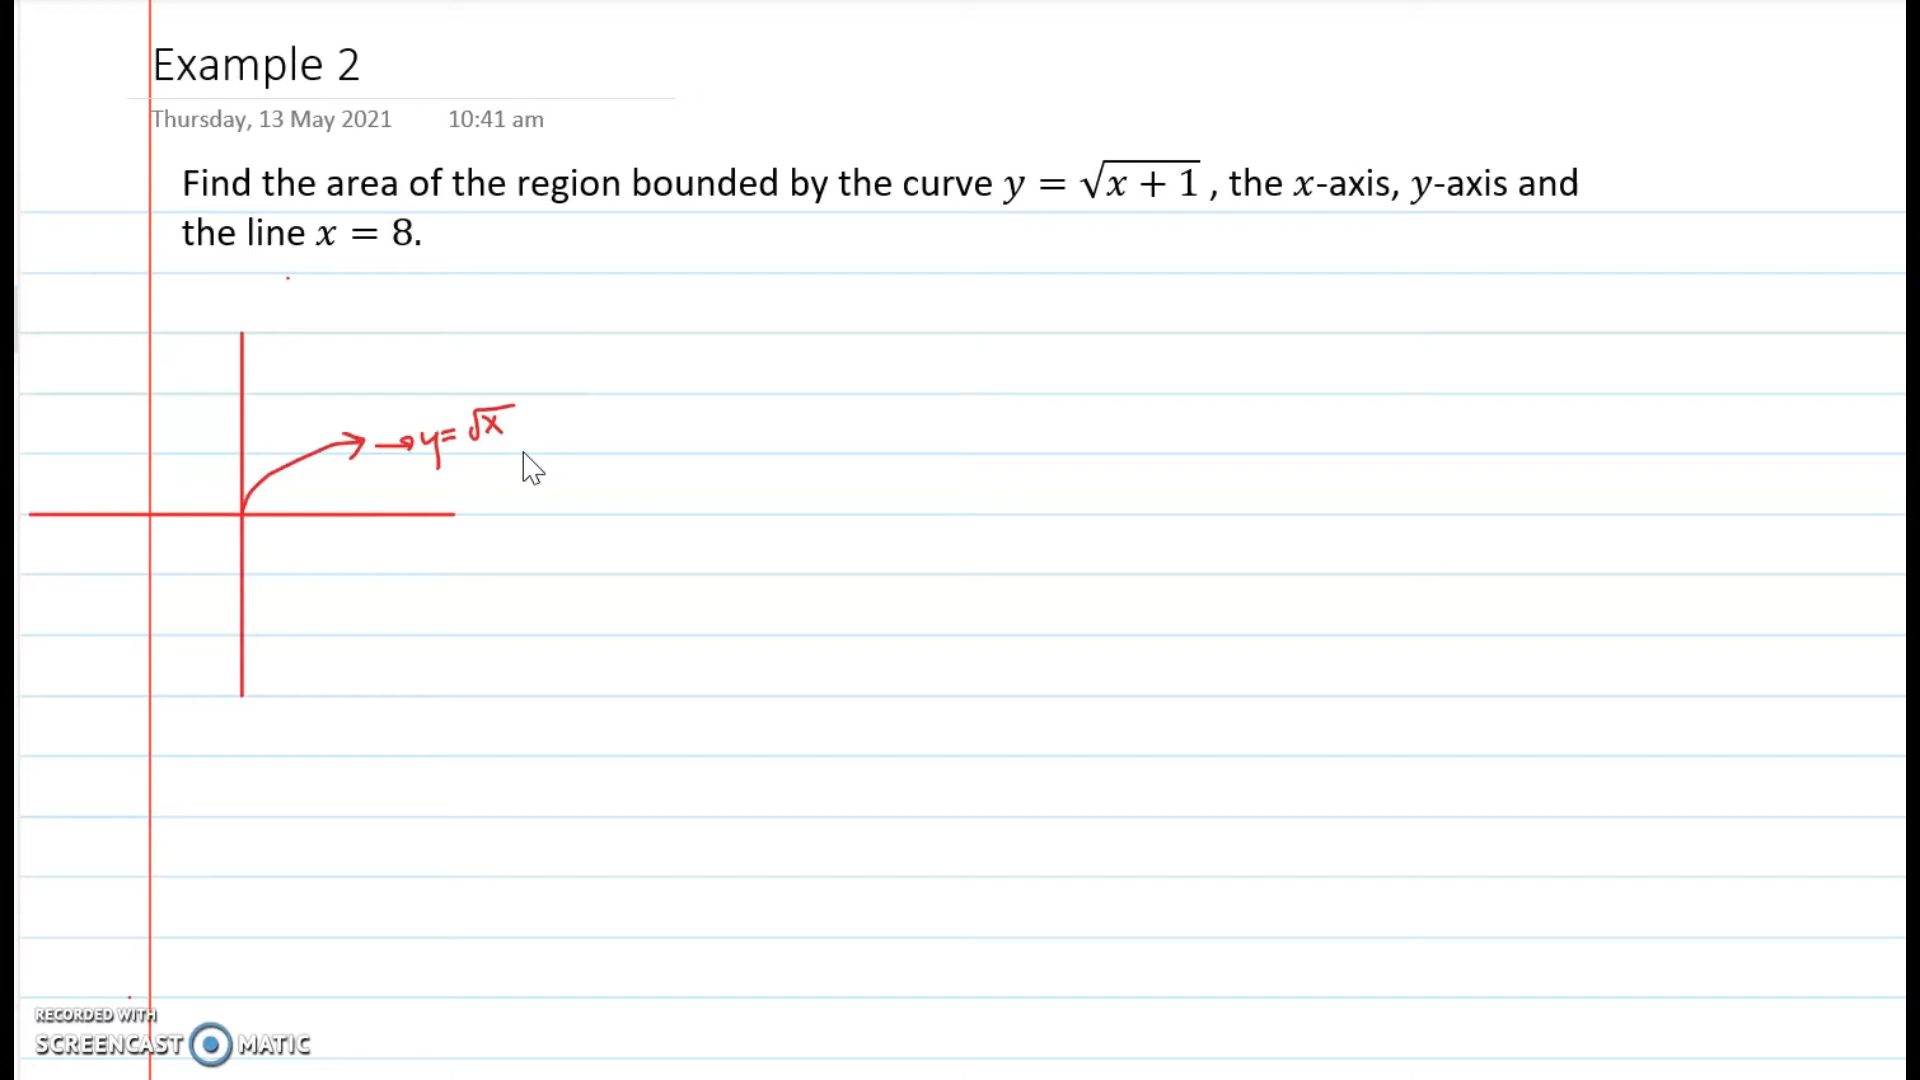 Example 2
Thursday, 13 May 2021 10:41 am
Find the area of the region bounded by the curve y = √(x + 1) , the x-axis, y-axis and
the line x = 8.
→ y = √x
RECORDED WITH
SCREENCAST MATIC